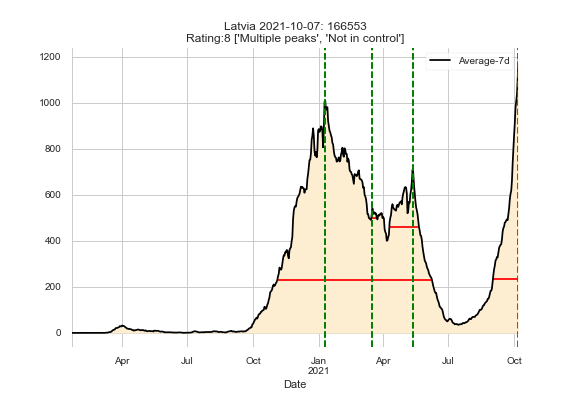 Latvia 2021-10-07: 166553
Rating:8 ['Multiple peaks', 'Not in control']
Average-7d
1200
1000
800
600
400
200
0
Apr
Jul
Oct
Jan
2021
Apr
Jul
Oct
Date